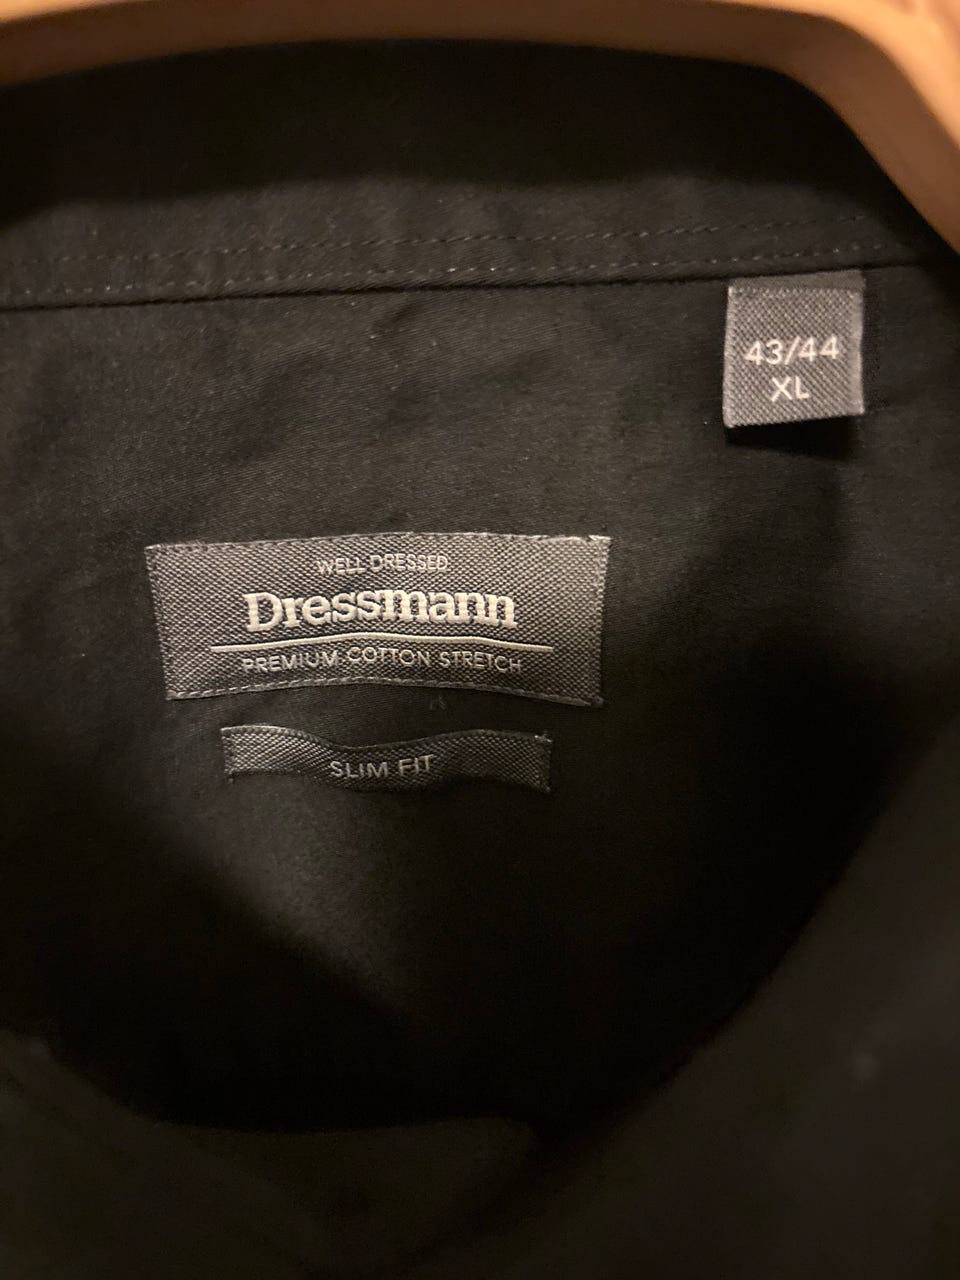 43/44
XL
WELL DRESSED
Dressmann
PREMIUM COTTON STRETCH
SLIM FIT